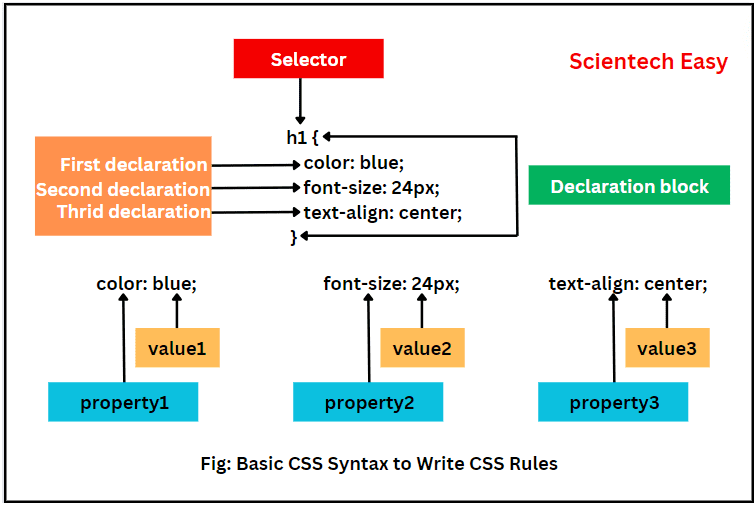 Selector
Scientech Easy
h1 {
First declaration
color: blue;
Second declaration
font-size: 24px;
Declaration block
Thrid declaration
text-align: center;
}
color: blue;
font-size: 24px;
text-align: center;
value1
value2
value3
property1
property2
property3
Fig: Basic CSS Syntax to Write CSS Rules